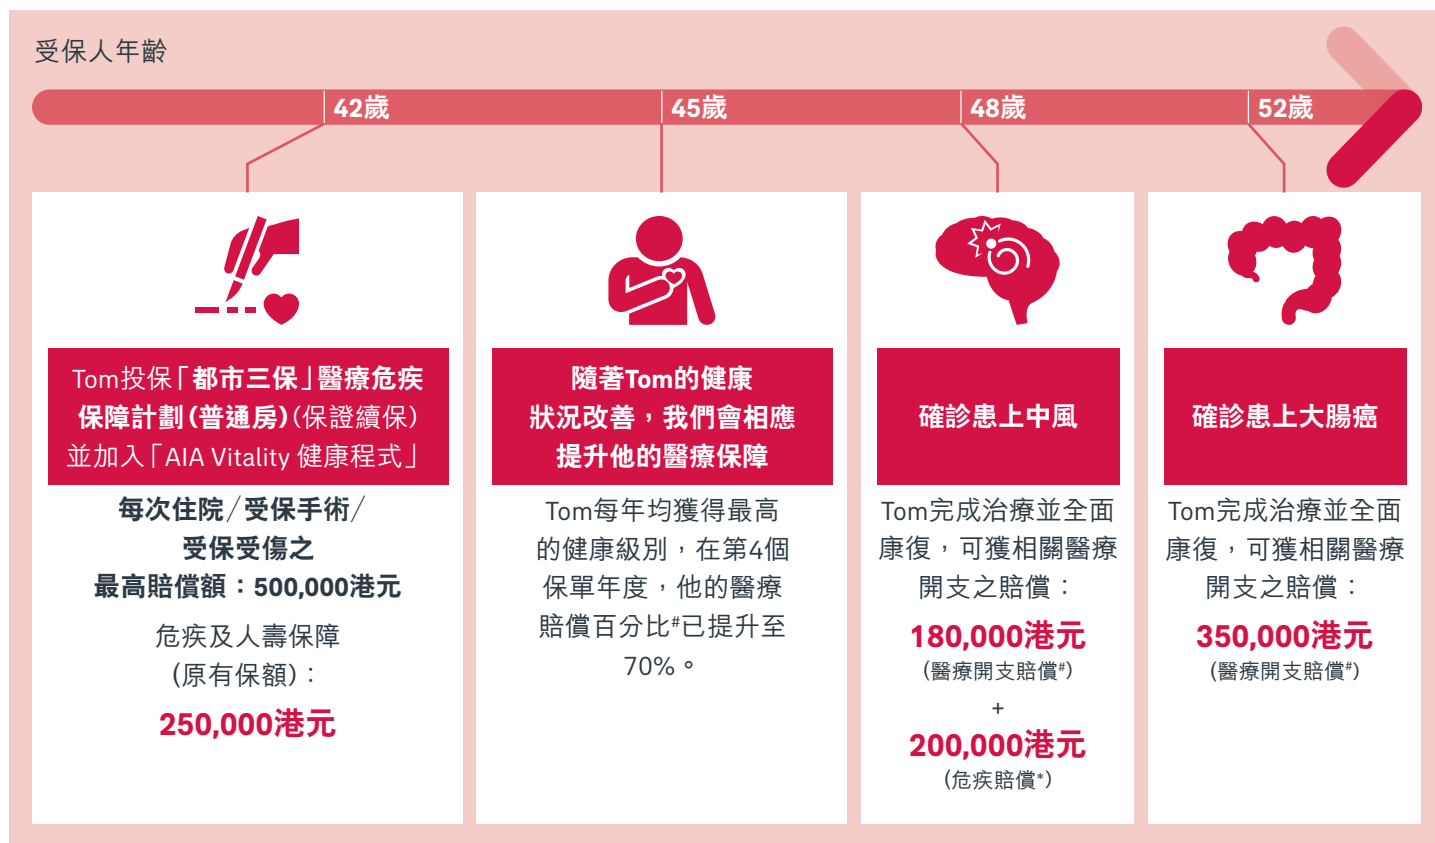 受保人年齡
42歲
45歲
48歲
52歲
Tom投保「都市三保」醫療危疾
保障計劃（普通房）（保證續保）
並加入「AIA Vitality 健康程式」
每次住院/受保手術/
受保受傷之
最高賠償額：500,000港元
危疾及人壽保障
（原有保額）：
250,000港元
隨著Tom的健康
狀況改善，我們會相應
提升他的醫療保障
Tom每年均獲得最高
的健康級別，在第4個
保單年度，他的醫療
賠償百分比#已提升至
70%。
確診患上中風
Tom完成治療並全面
康復，可獲相關醫療
開支之賠償：
180,000港元
（醫療開支賠償#）
+
200,000港元
（危疾賠償*）
確診患上大腸癌
Tom完成治療並全面
康復，可獲相關醫療
開支之賠償：
350,000港元
（醫療開支賠償#）